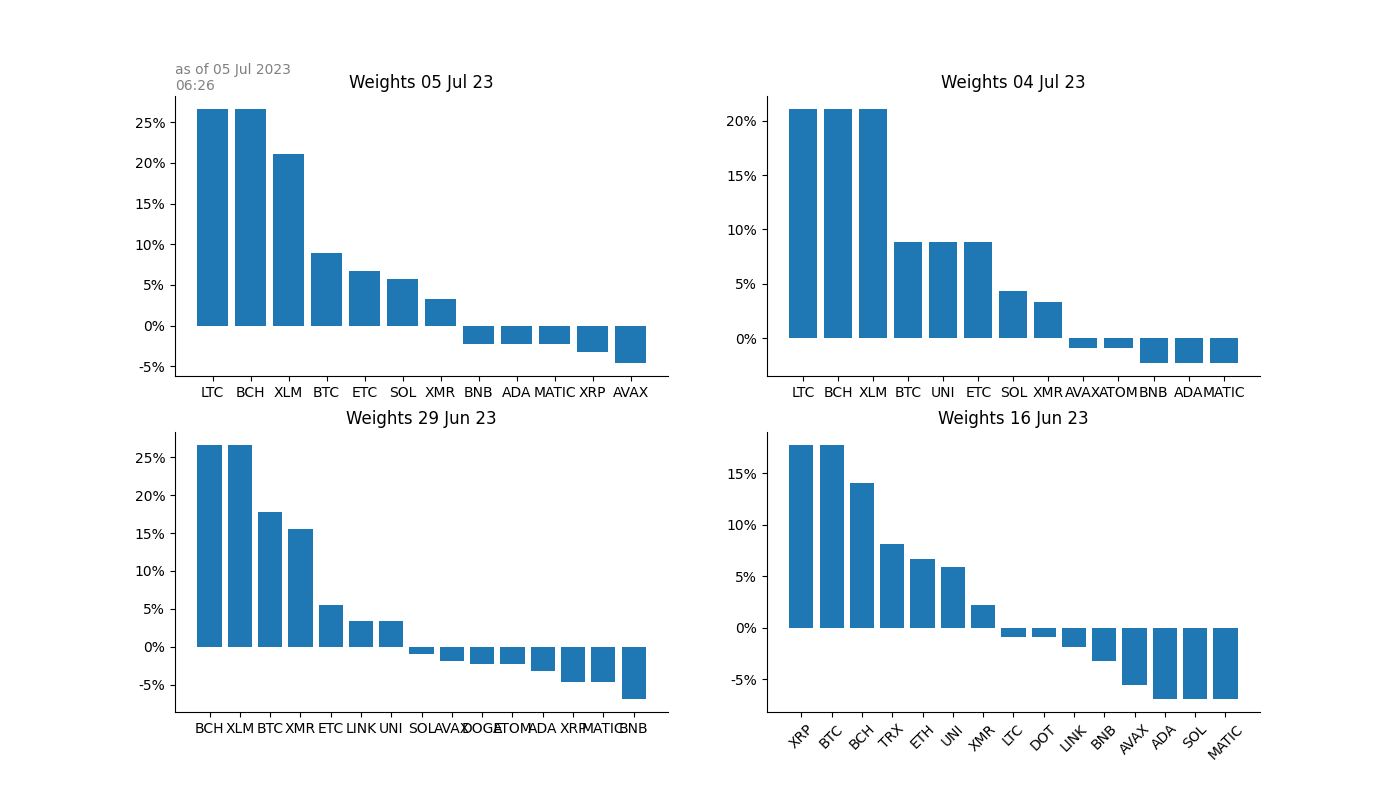 as of 05 Jul 2023
06:26
Weights 05 Jul 23
25%
20%
15%
10%
5%
0%
-5%
LTC BCH XLM BTC ETC SOL XMR BNB ADA MATIC XRP AVAX
Weights 04 Jul 23
20%
15%
10%
5%
0%
LTC BCH XLM BTC UNI ETC SOL XMR AVAX ATOM BNB ADA MATIC
Weights 29 Jun 23
25%
20%
15%
10%
5%
0%
-5%
BCH XLM BTC XMR ETC LINK UNI SOL AVAX DOGE ATOM ADA XRP MATIC BNB
Weights 16 Jun 23
15%
10%
5%
0%
-5%
XRP BTC BCH TRX ETH UNI XMR LTC DOT LINK BNB AVAX ADA SOL MATIC